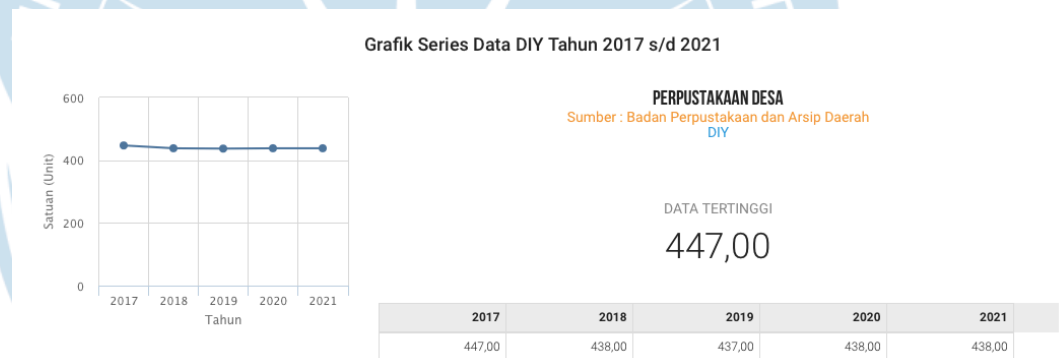 Grafik Series Data DIY Tahun 2017 s/d 2021
600
400
200
0
Satuan (Unit)
2017 2018 2019 2020 2021
Tahun
PERPUSTAKAAN DESA
Sumber : Badan Perpustakaan dan Arsip Daerah
DIY
DATA TERTINGGI
447,00
2017 2018 2019 2020 2021
447,00 438,00 437,00 438,00 438,00